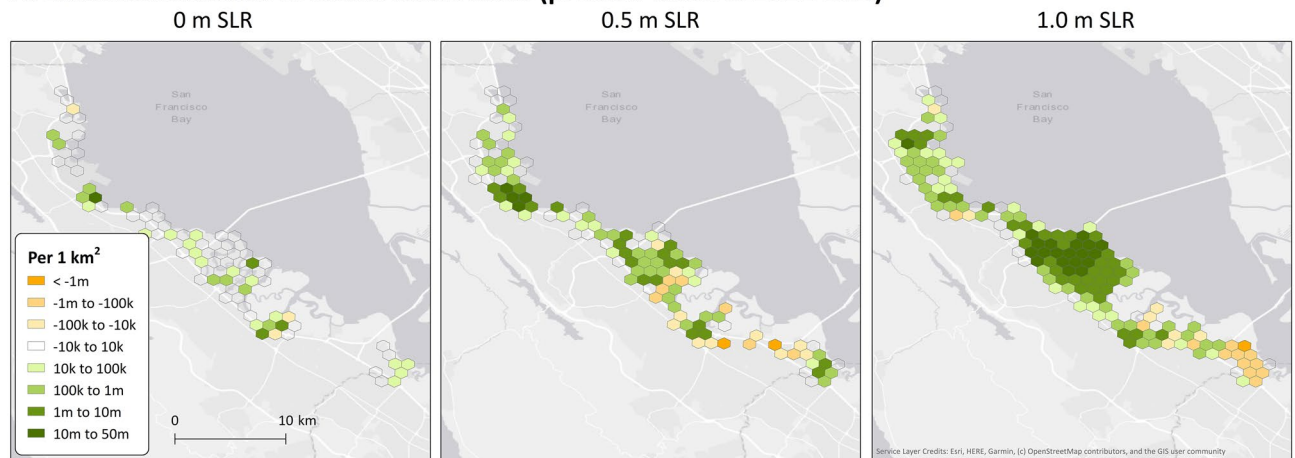 0 m SLR
0.5 m SLR
1.0 m SLR
San
Francisco
Bay
San
Francisco
Bay
San
Francisco
Bay
Per 1 km²
< -1m
-1m to -100k
-100k to -10k
-10k to 10k
10k to 100k
100k to 1m
1m to 10m
10m to 50m
0
10 km
Service Layer Credits: Esri, HERE, Garmin, (c) OpenStreetMap contributors, and the GIS user community